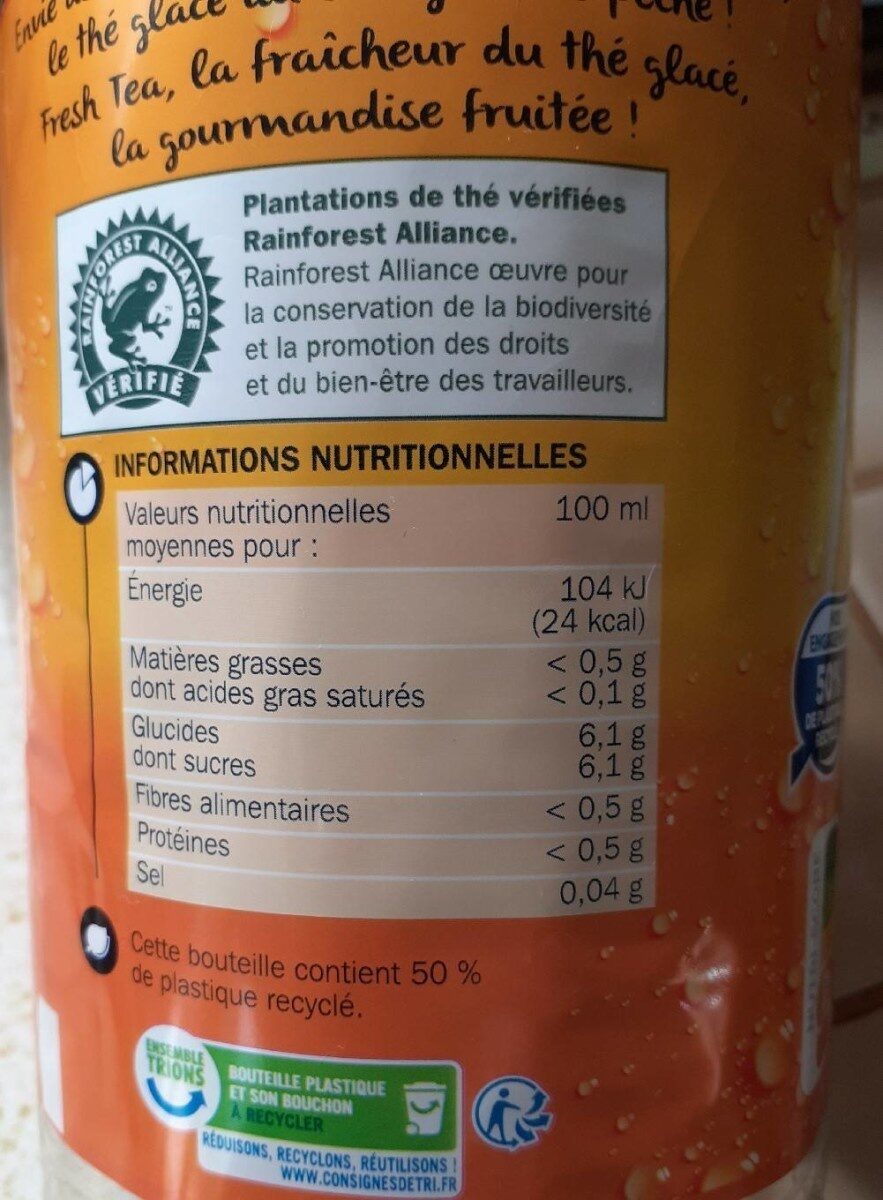 Envie
le thé glacé
Fresh Tea, la fraîcheur du thé glacé,
la gourmandise fruitée !
RAINFOREST ALLIANCE
VÉRIFIÉ
Plantations de thé vérifiées
Rainforest Alliance.
Rainforest Alliance œuvre pour
la conservation de la biodiversité
et la promotion des droits
et du bien-être des travailleurs.
INFORMATIONS NUTRITIONNELLES
Valeurs nutritionnelles 100 ml
moyennes pour :
Énergie 104 kJ
(24 kcal)
Matières grasses < 0,5 g
dont acides gras saturés < 0,1 g
Glucides 6,1 g
dont sucres 6,1 g
Fibres alimentaires < 0,5 g
Protéines < 0,5 g
Sel 0,04 g
Cette bouteille contient 50 %
de plastique recyclé.
ENSEMBLE
TRIONS
BOUTEILLE PLASTIQUE
ET SON BOUCHON
À RECYCLER
RÉDUISONS, RECYCLONS, RÉUTILISONS !
WWW.CONSIGNESDETRI.FR